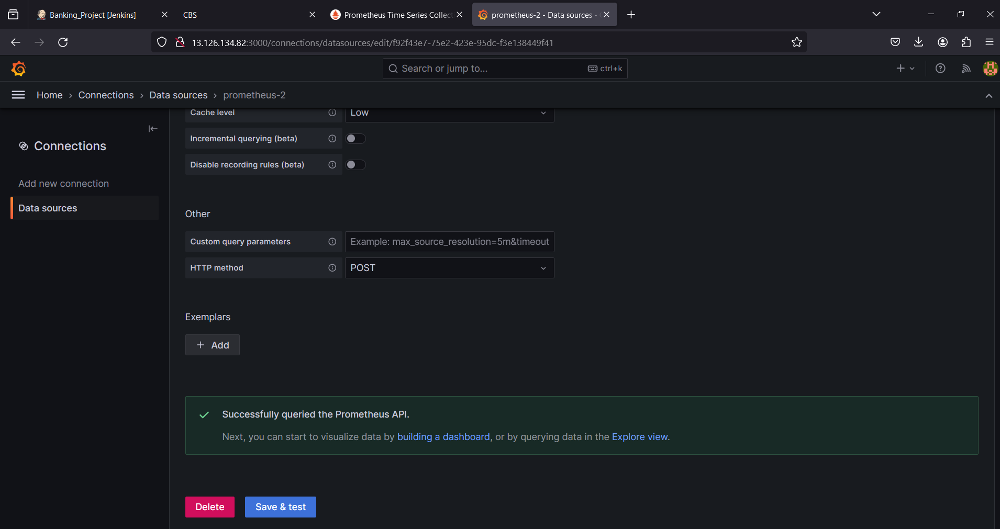 Banking_Project [Jenkins]
CBS
Prometheus Time Series Collect
prometheus-2 - Data sources -
13.126.134.82:3000/connections/datasources/edit/f92f43e7-75e2-423e-95dc-f3e138449f41
Search or jump to...
ctrl+k
Home › Connections › Data sources › prometheus-2
Connections
Add new connection
Data sources
Cache level
Low
Incremental querying (beta)
Disable recording rules (beta)
Other
Custom query parameters
Example: max_source_resolution=5m&timeout
HTTP method
POST
Exemplars
+ Add
Successfully queried the Prometheus API.
Next, you can start to visualize data by building a dashboard, or by querying data in the Explore view.
Delete
Save & test